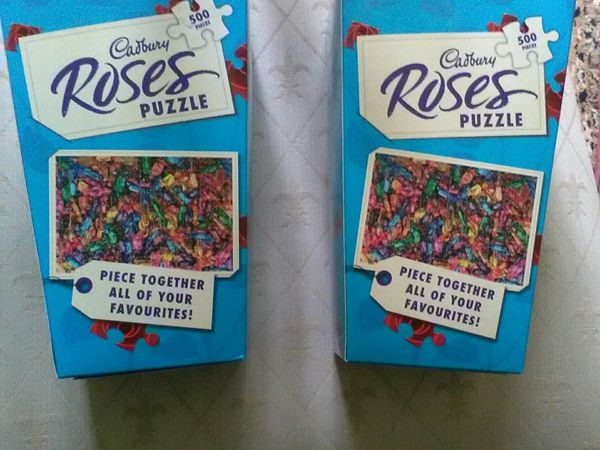 500
PIECES
Cadbury
Roses
PUZZLE
PIECE TOGETHER
ALL OF YOUR
FAVOURITES!
500
PIECES
Cadbury
Roses
PUZZLE
PIECE TOGETHER
ALL OF YOUR
FAVOURITES!